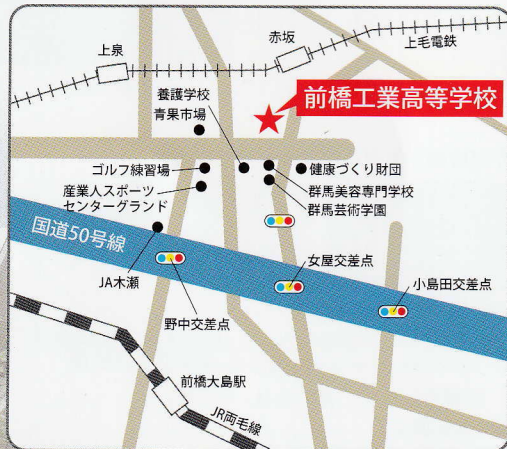 上泉
赤坂
上毛電鉄
前橋工業高等学校
養護学校
青果市場
ゴルフ練習場
健康づくり財団
産業人スポーツ
センターグランド
群馬美容専門学校
群馬芸術学園
国道50号線
JA木瀬
野中交差点
女屋交差点
小島田交差点
前橋大島駅
JR両毛線